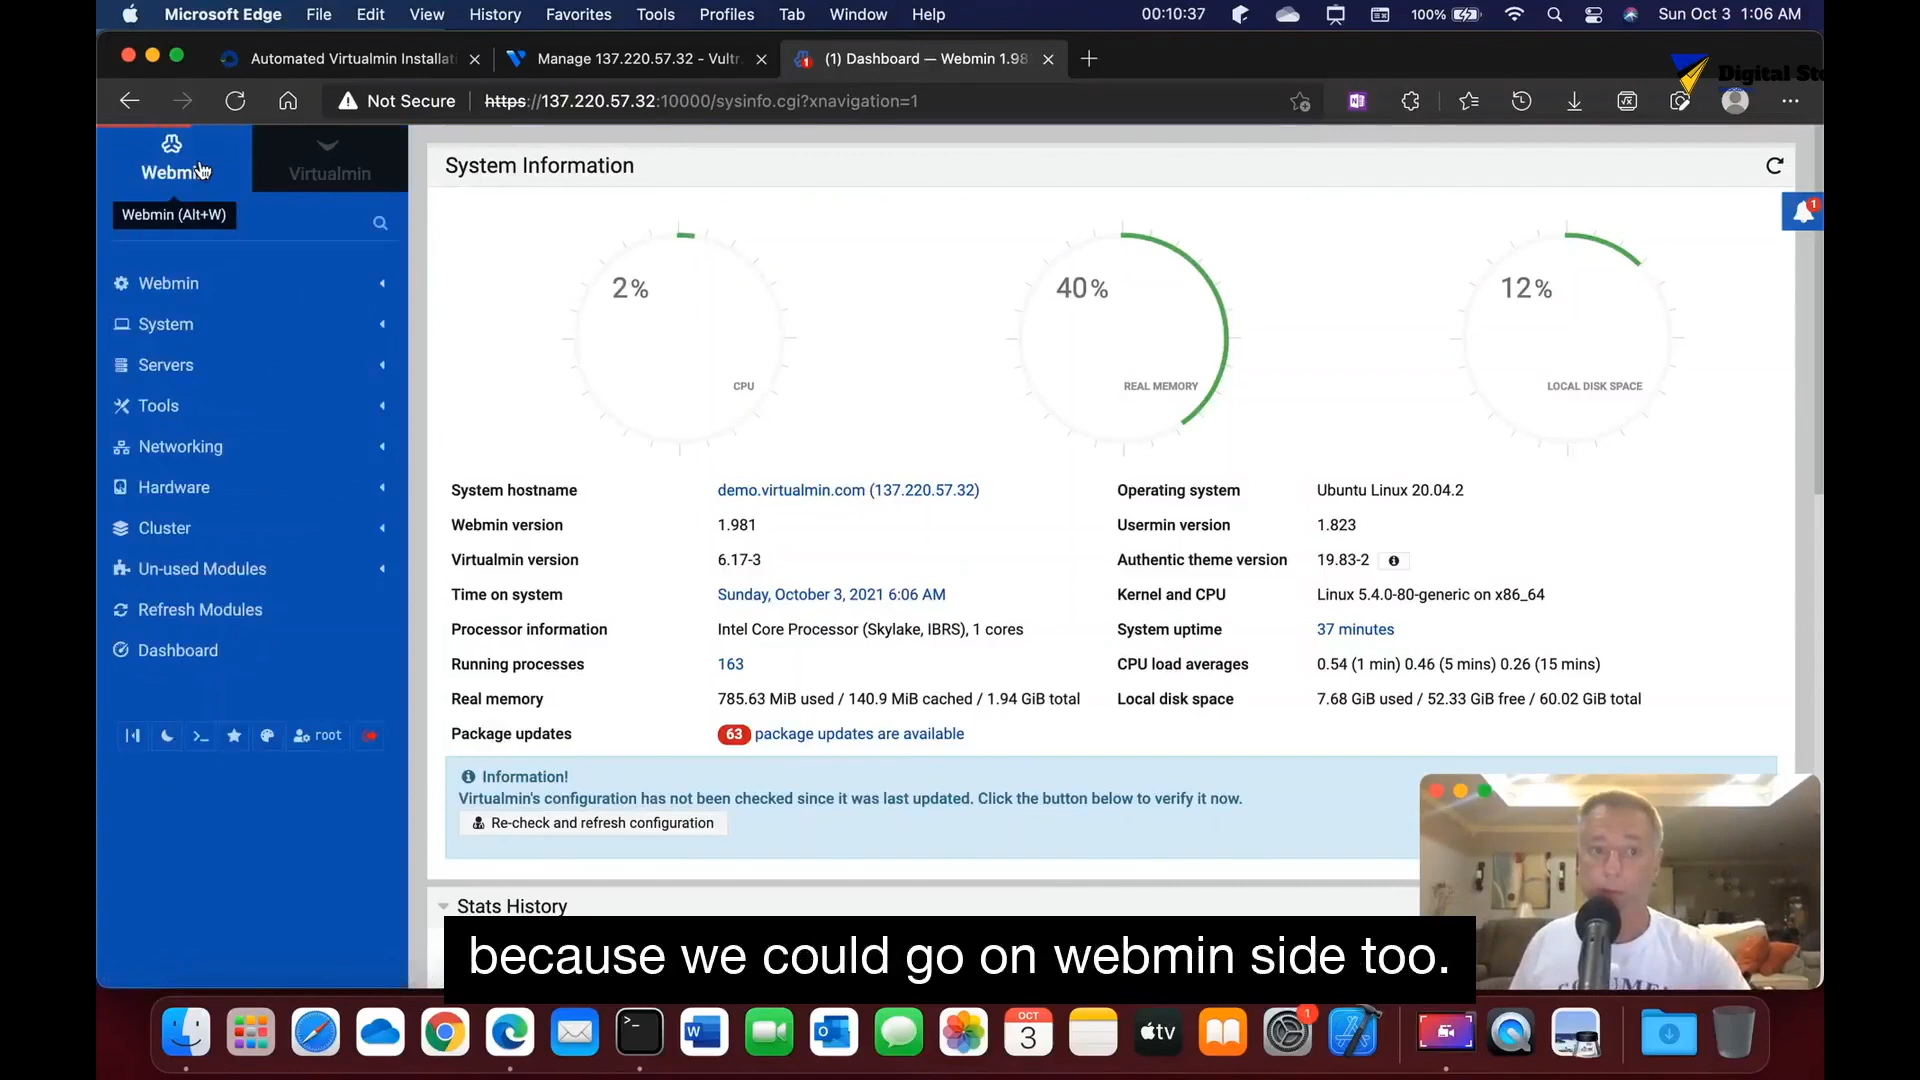 Microsoft Edge File Edit View History Favorites Tools Profiles Tab Window Help 00:10:37 100% Sun Oct 3 1:06 AM
Automated Virtualmin Installati Manage 137.220.57.32 - Vultr. (1) Dashboard — Webmin 1.98
Digital Sto
Not Secure https://137.220.57.32:10000/sysinfo.cgi?xnavigation=1
Webmin Virtualmin
Webmin (Alt+W)
Webmin
System
Servers
Tools
Networking
Hardware
Cluster
Un-used Modules
Refresh Modules
Dashboard
root
System Information
1
2% 40% 12%
CPU REAL MEMORY LOCAL DISK SPACE
System hostname demo.virtualmin.com (137.220.57.32) Operating system Ubuntu Linux 20.04.2
Webmin version 1.981 Usermin version 1.823
Virtualmin version 6.17-3 Authentic theme version 19.83-2
Time on system Sunday, October 3, 2021 6:06 AM Kernel and CPU Linux 5.4.0-80-generic on x86_64
Processor information Intel Core Processor (Skylake, IBRS), 1 cores System uptime 37 minutes
Running processes 163 CPU load averages 0.54 (1 min) 0.46 (5 mins) 0.26 (15 mins)
Real memory 785.63 MiB used / 140.9 MiB cached / 1.94 GiB total Local disk space 7.68 GiB used / 52.33 GiB free / 60.02 GiB total
Package updates 63 package updates are available
Information!
Virtualmin's configuration has not been checked since it was last updated. Click the button below to verify it now.
Re-check and refresh configuration
Stats History
because we could go on webmin side too.
OCT
3
tv
1